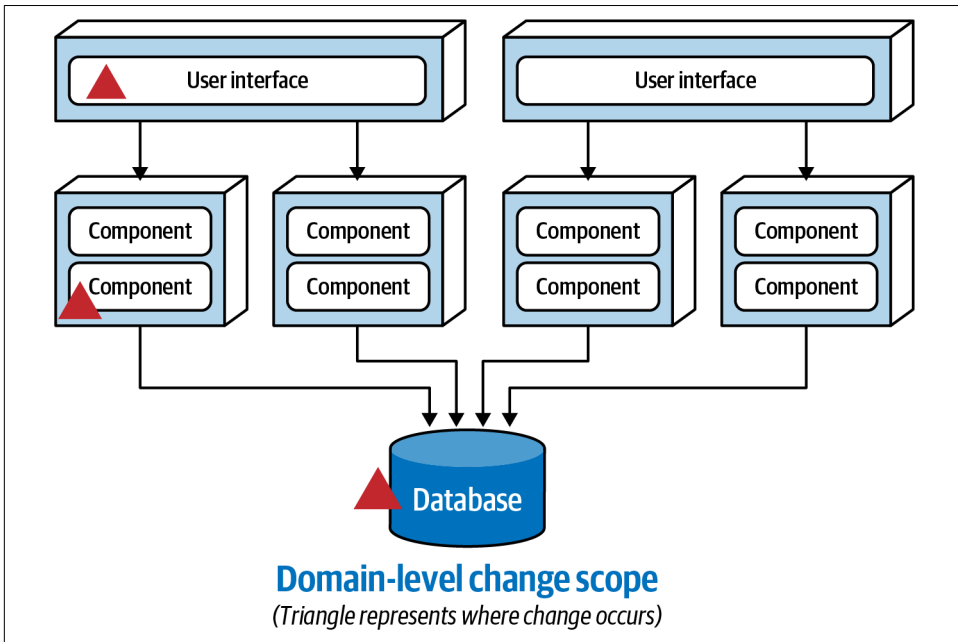 User interface
User interface
Component
Component
Component
Component
Component
Component
Component
Component
Database
Domain-level change scope
(Triangle represents where change occurs)